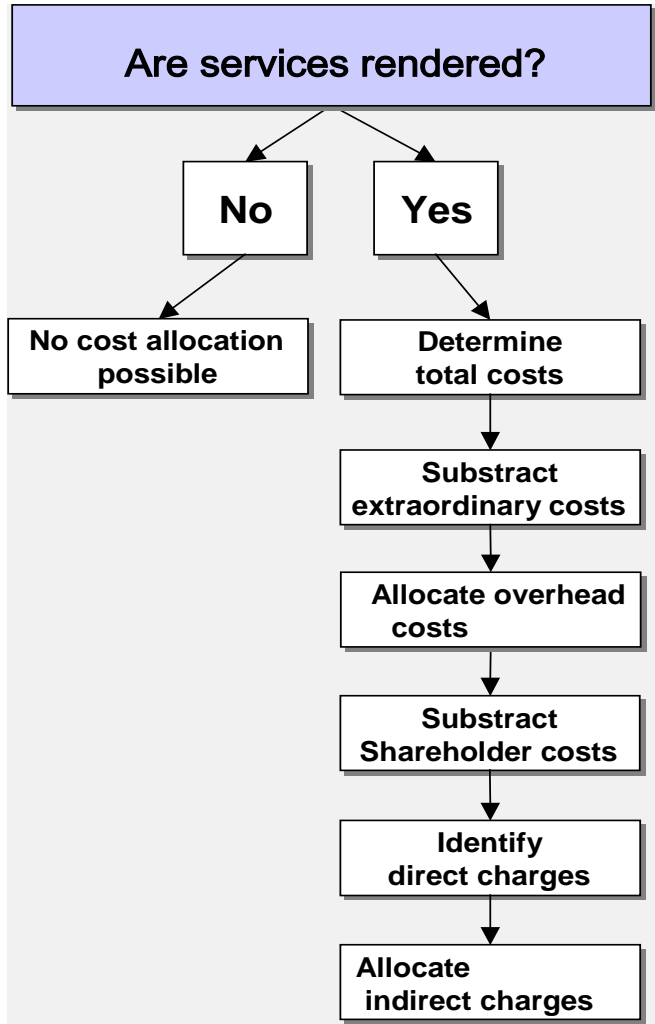 Are services rendered?
No
Yes
No cost allocation
possible
Determine
total costs
Substract
extraordinary costs
Allocate overhead
costs
Substract
Shareholder costs
Identify
direct charges
Allocate
indirect charges